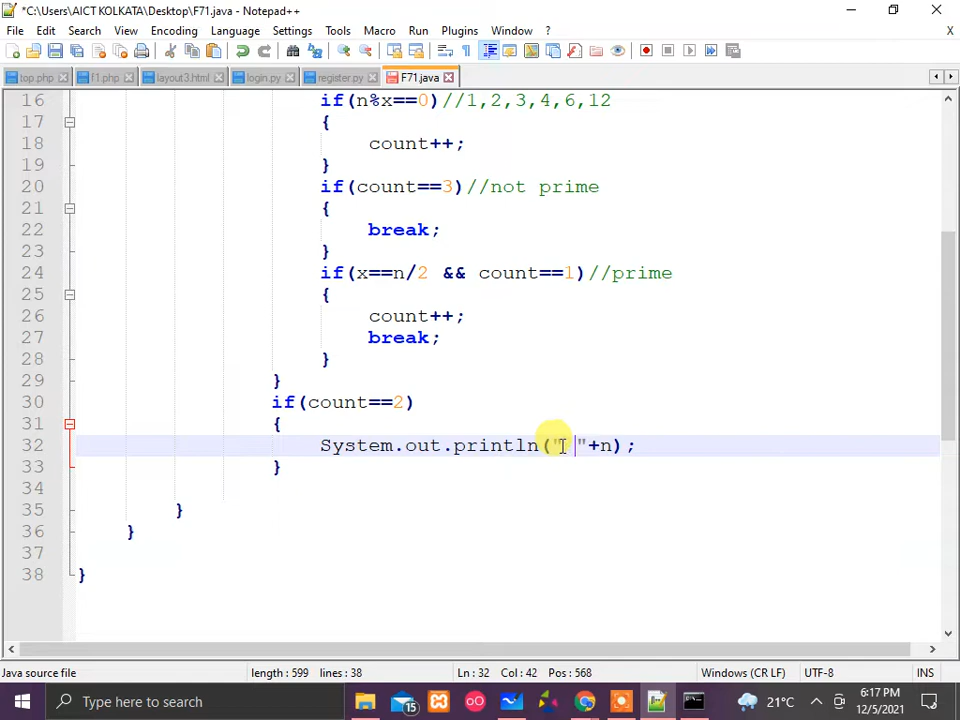 *C:\Users\AICT KOLKATA\Desktop\F71.java - Notepad++
File Edit Search View Encoding Language Settings Tools Macro Run Plugins Window ? X
top.php f1.php layout3.html login.py register.py F71.java
16 if(n%x==0)//1,2,3,4,6,12
17 {
18 count++;
19 }
20 if(count==3)//not prime
21 {
22 break;
23 }
24 if(x==n/2 && count==1)//prime
25 {
26 count++;
27 break;
28 }
29 }
30 if(count==2)
31 {
32 System.out.println(" "+n);
33 }
34
35 }
36 }
37
38 }
Java source file length : 599 lines : 38 Ln : 32 Col : 42 Pos : 568 Windows (CR LF) UTF-8 INS
Type here to search 15 21°C 6:17 PM
12/5/2021